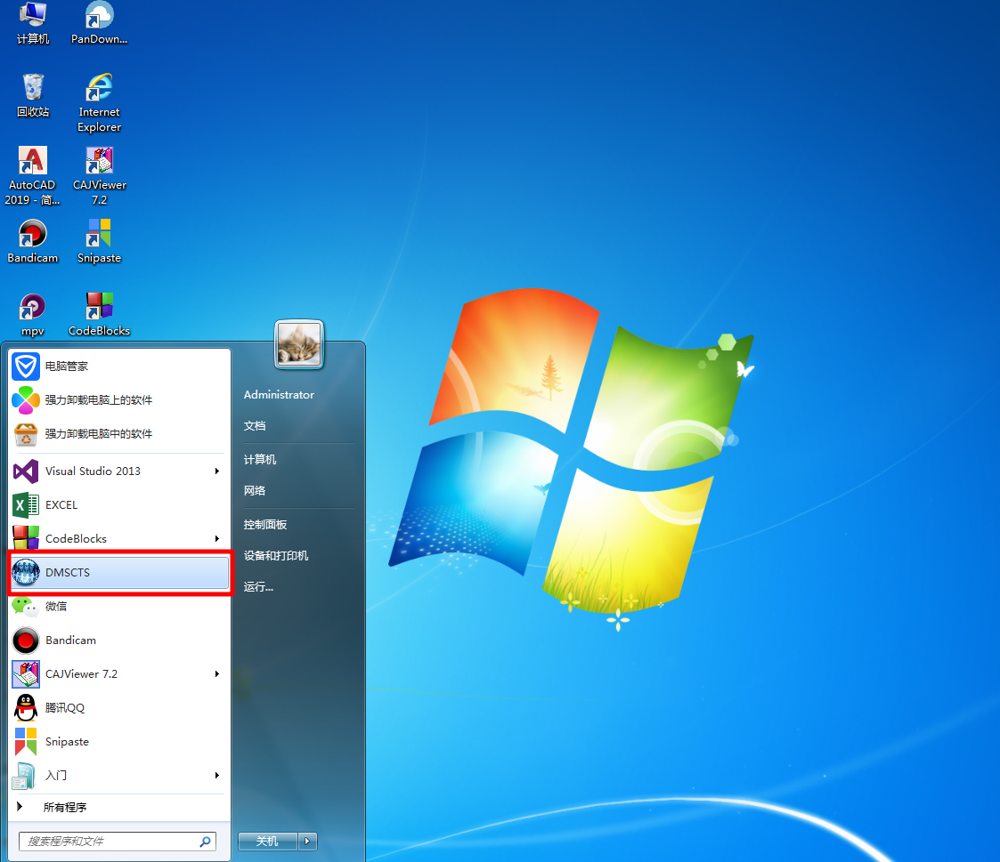 计算机
PanDown...
回收站
Internet
Explorer
AutoCAD
2019 - 简...
CAJViewer
7.2
Bandicam
Snipaste
mpv
CodeBlocks
电脑管家
强力卸载电脑上的软件
强力卸载电脑中的软件
Visual Studio 2013
EXCEL
CodeBlocks
DMSCTS
微信
Bandicam
CAJViewer 7.2
腾讯QQ
Snipaste
入门
所有程序
搜索程序和文件
Administrator
文档
计算机
网络
控制面板
设备和打印机
运行...
关机